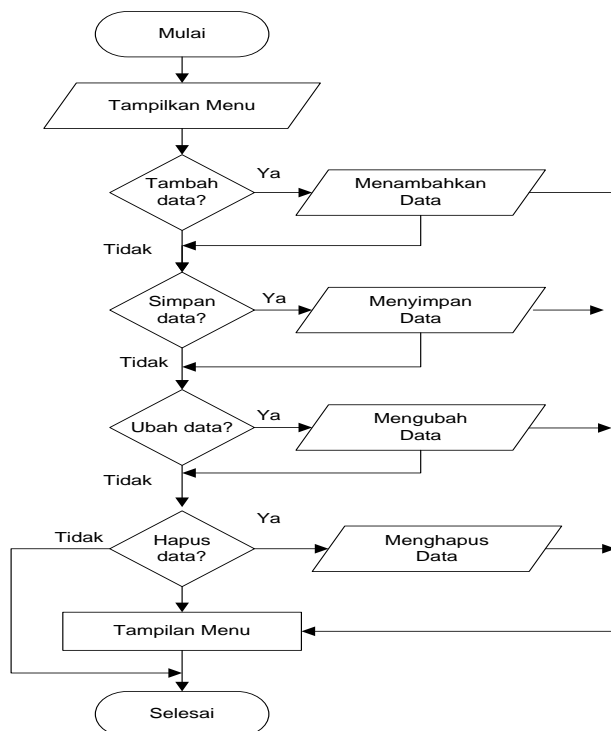 Mulai
Tampilkan Menu
Tambah
data?
Ya
Menambahkan
Data
Tidak
Simpan
data?
Ya
Menyimpan
Data
Tidak
Ubah data?
Ya
Mengubah
Data
Tidak
Tidak
Hapus
data?
Ya
Menghapus
Data
Tampilan Menu
Selesai